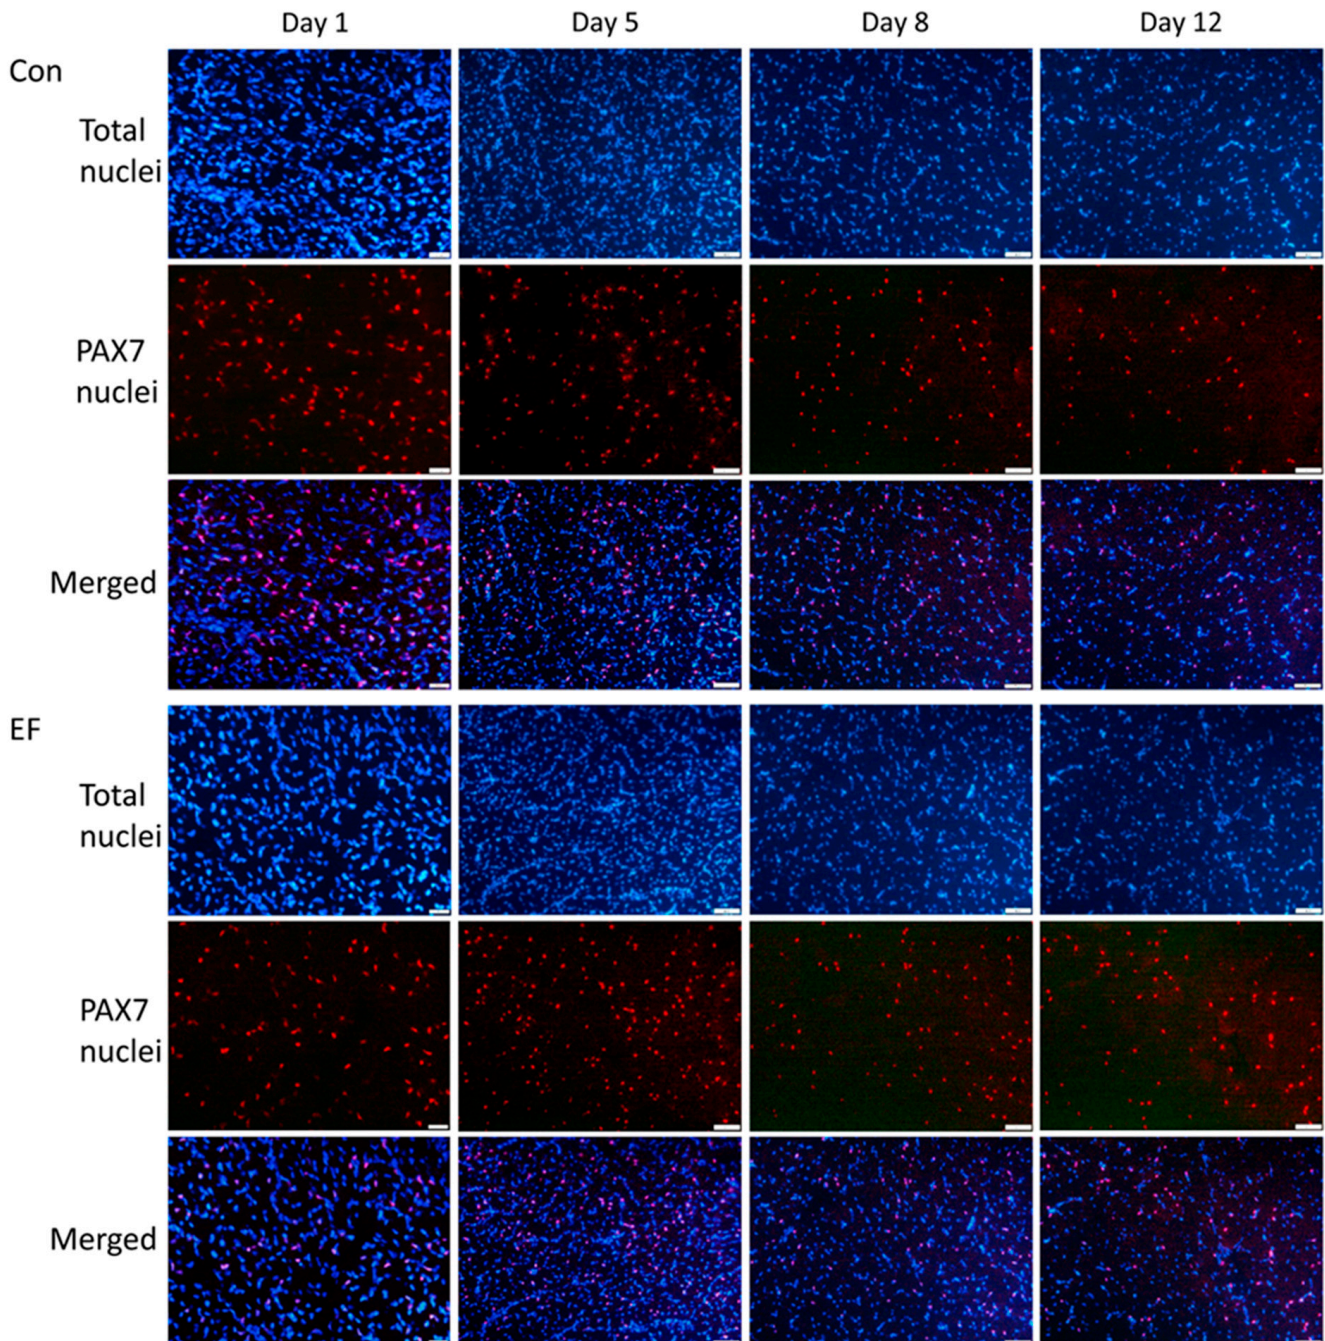 Day 1 Day 5 Day 8 Day 12
Con
Total
nuclei
PAX7
nuclei
Merged
EF
Total
nuclei
PAX7
nuclei
Merged